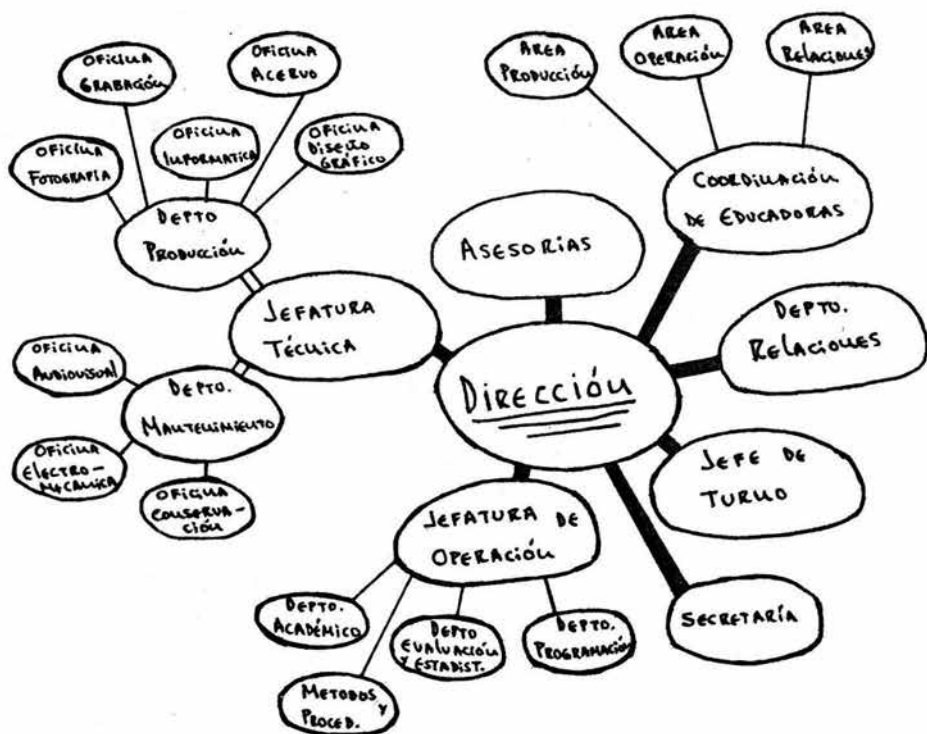 OFICINA
GRABACIÓN
OFICINA
ACERVO
OFICINA
FOTOGRAFÍA
OFICINA
INFORMATICA
OFICINA
DISEÑO
GRÁFICO
DEPTO
PRODUCCIÓN
AREA
PRODUCCIÓN
AREA
OPERACIÓN
AREA
RELACIONES
COORDINACIÓN
DE EDUCADORAS
ASESORIAS
JEFATURA
TÉCNICA
DEPTO.
RELACIONES
DIRECCIÓN
OFICINA
AUDIOVISUAL
DEPTO.
MANTENIMIENTO
OFICINA
ELECTRO-
MECANICA
OFICINA
CONSERVA-
CIÓN
JEFE DE
TURNO
JEFATURA DE
OPERACIÓN
SECRETARÍA
DEPTO.
ACADÉMICO
METODOS Y
PROCED.
DEPTO
EVALUACIÓN
Y ESTADIST.
DEPTO.
PROGRAMACIÓN